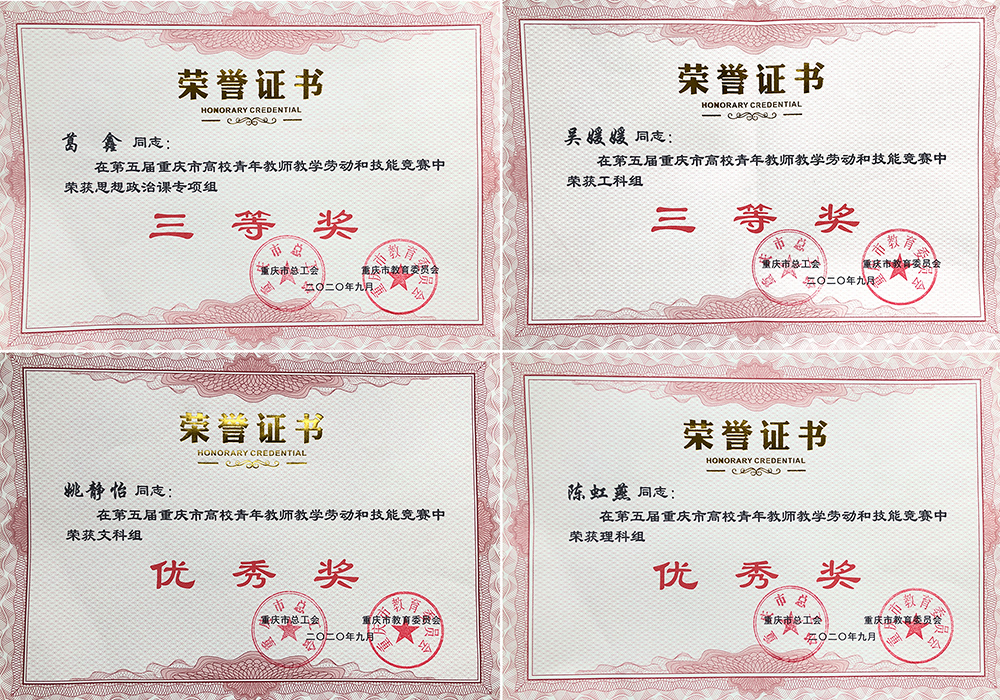 荣誉证书
HONORARY CREDENTIAL
葛 鑫 同志：
在第五届重庆市高校青年教师教学劳动和技能竞赛中
荣获思想政治课专项组
三等奖
重庆市总工会 重庆市教育委员会
二〇二〇年九月
荣誉证书
HONORARY CREDENTIAL
吴媛媛 同志：
在第五届重庆市高校青年教师教学劳动和技能竞赛中
荣获工科组
三等奖
重庆市总工会 重庆市教育委员会
二〇二〇年九月
荣誉证书
HONORARY CREDENTIAL
姚静怡 同志：
在第五届重庆市高校青年教师教学劳动和技能竞赛中
荣获文科组
优秀奖
重庆市总工会 重庆市教育委员会
二〇二〇年九月
荣誉证书
HONORARY CREDENTIAL
陈虹燕 同志：
在第五届重庆市高校青年教师教学劳动和技能竞赛中
荣获理科组
优秀奖
重庆市总工会 重庆市教育委员会
二〇二〇年九月